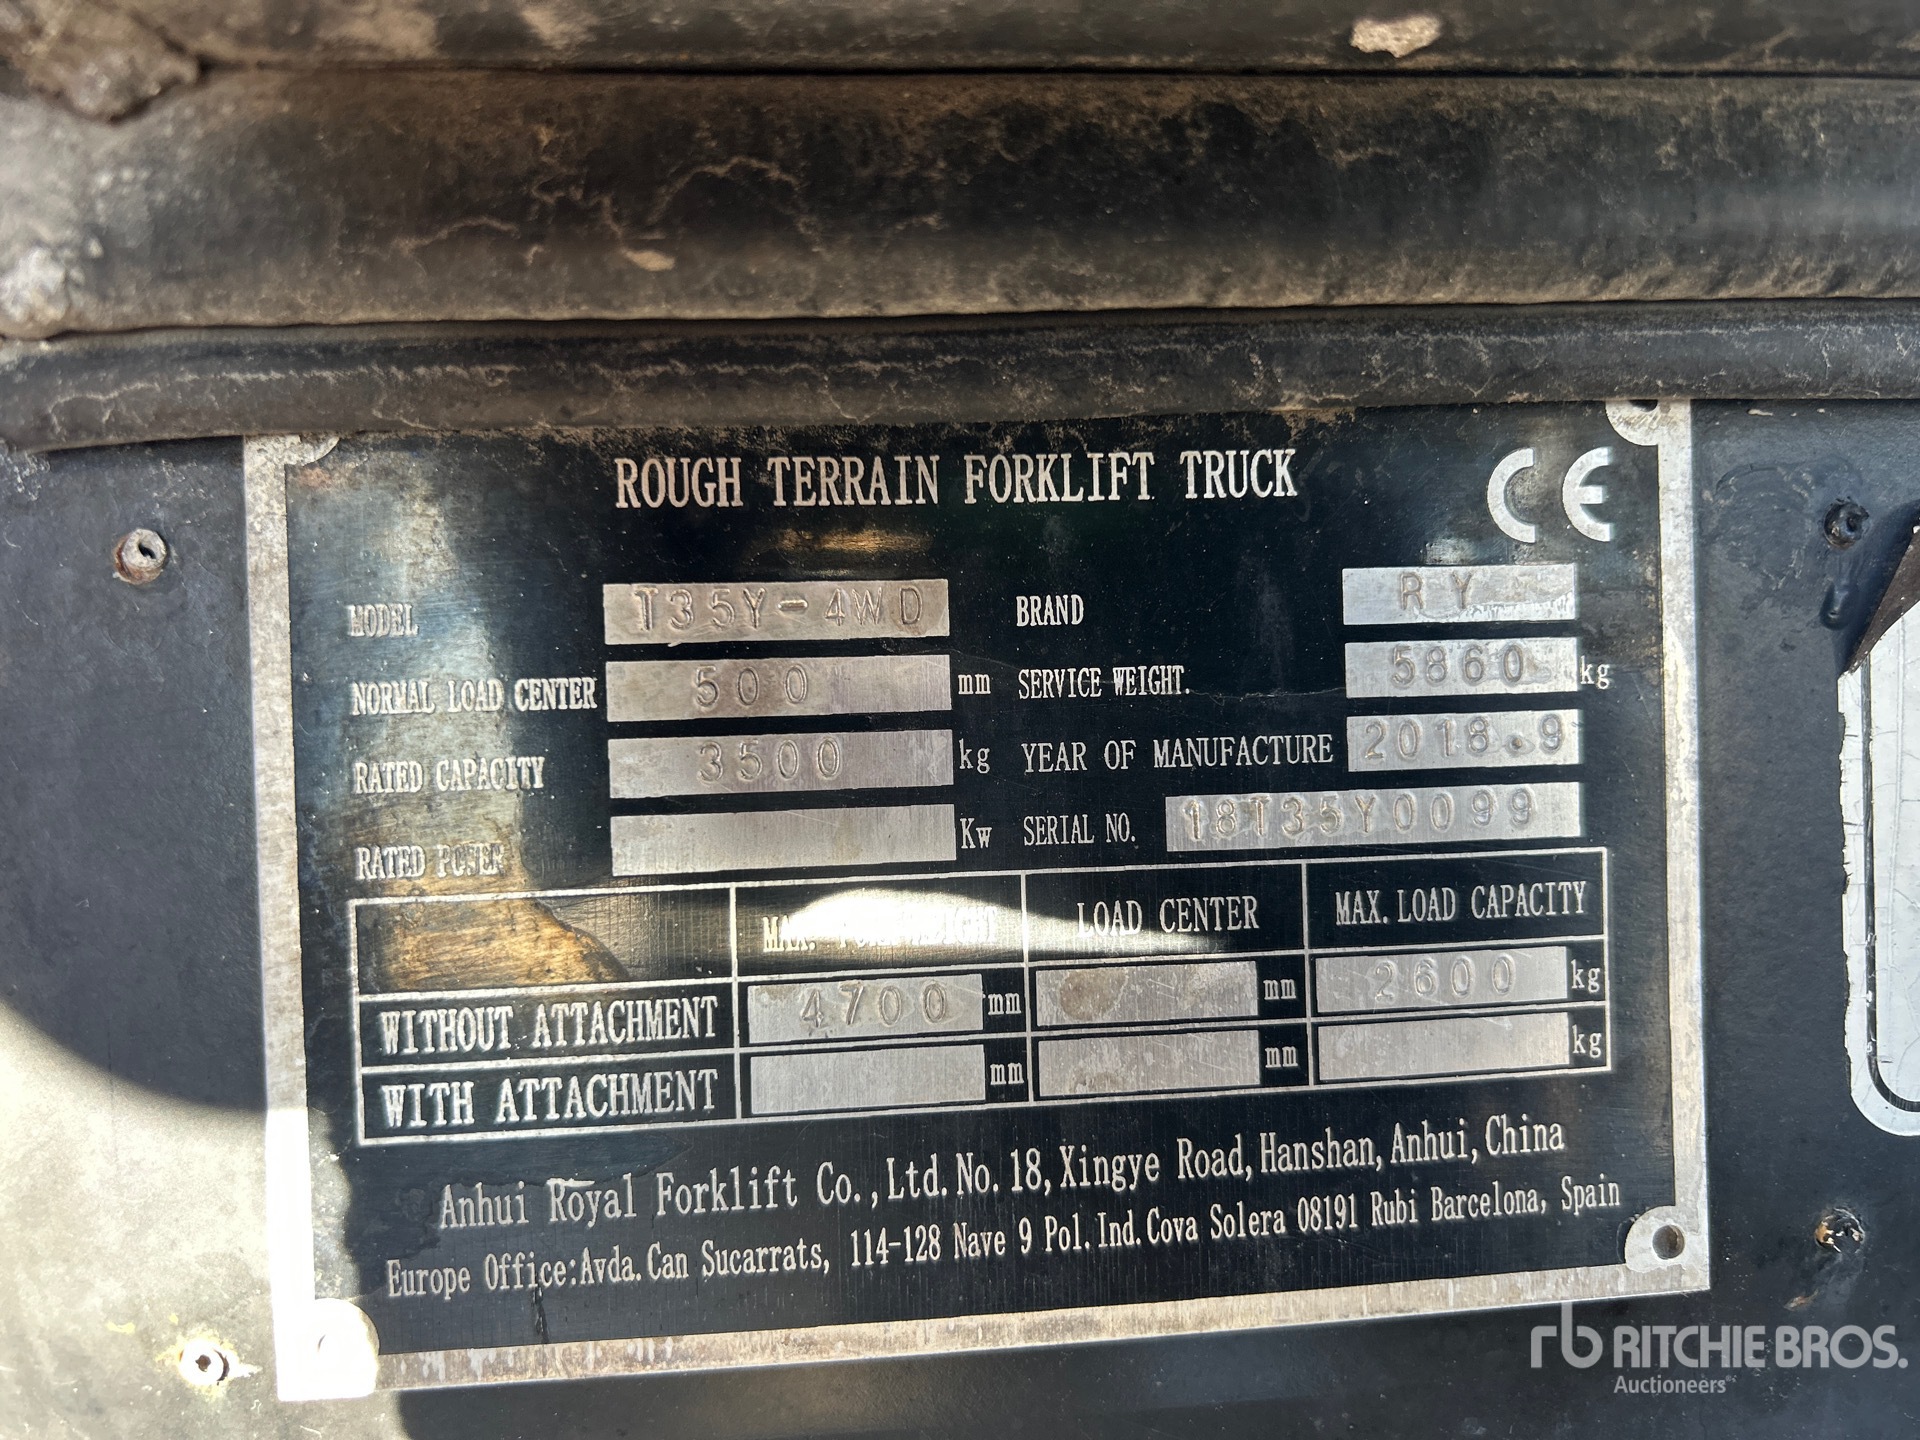 ROUGH TERRAIN FORKLIFT TRUCK CE
MODEL T35Y-4WD BRAND RY
NORMAL LOAD CENTER 500 mm SERVICE WEIGHT. 5860 kg
RATED CAPACITY 3500 kg YEAR OF MANUFACTURE 2018.9
RATED POWER Kw SERIAL NO. 18T35Y0099
MAX. FORK HEIGHT LOAD CENTER MAX. LOAD CAPACITY
WITHOUT ATTACHMENT 4700 mm mm 2600 kg
WITH ATTACHMENT mm mm kg
Anhui Royal Forklift Co., Ltd. No. 18, Xingye Road, Hanshan, Anhui, China
Europe Office:Avda. Can Sucarrats, 114-128 Nave 9 Pol. Ind. Cova Solera 08191 Rubi Barcelona, Spain
rb RITCHIE BROS.
Auctioneers